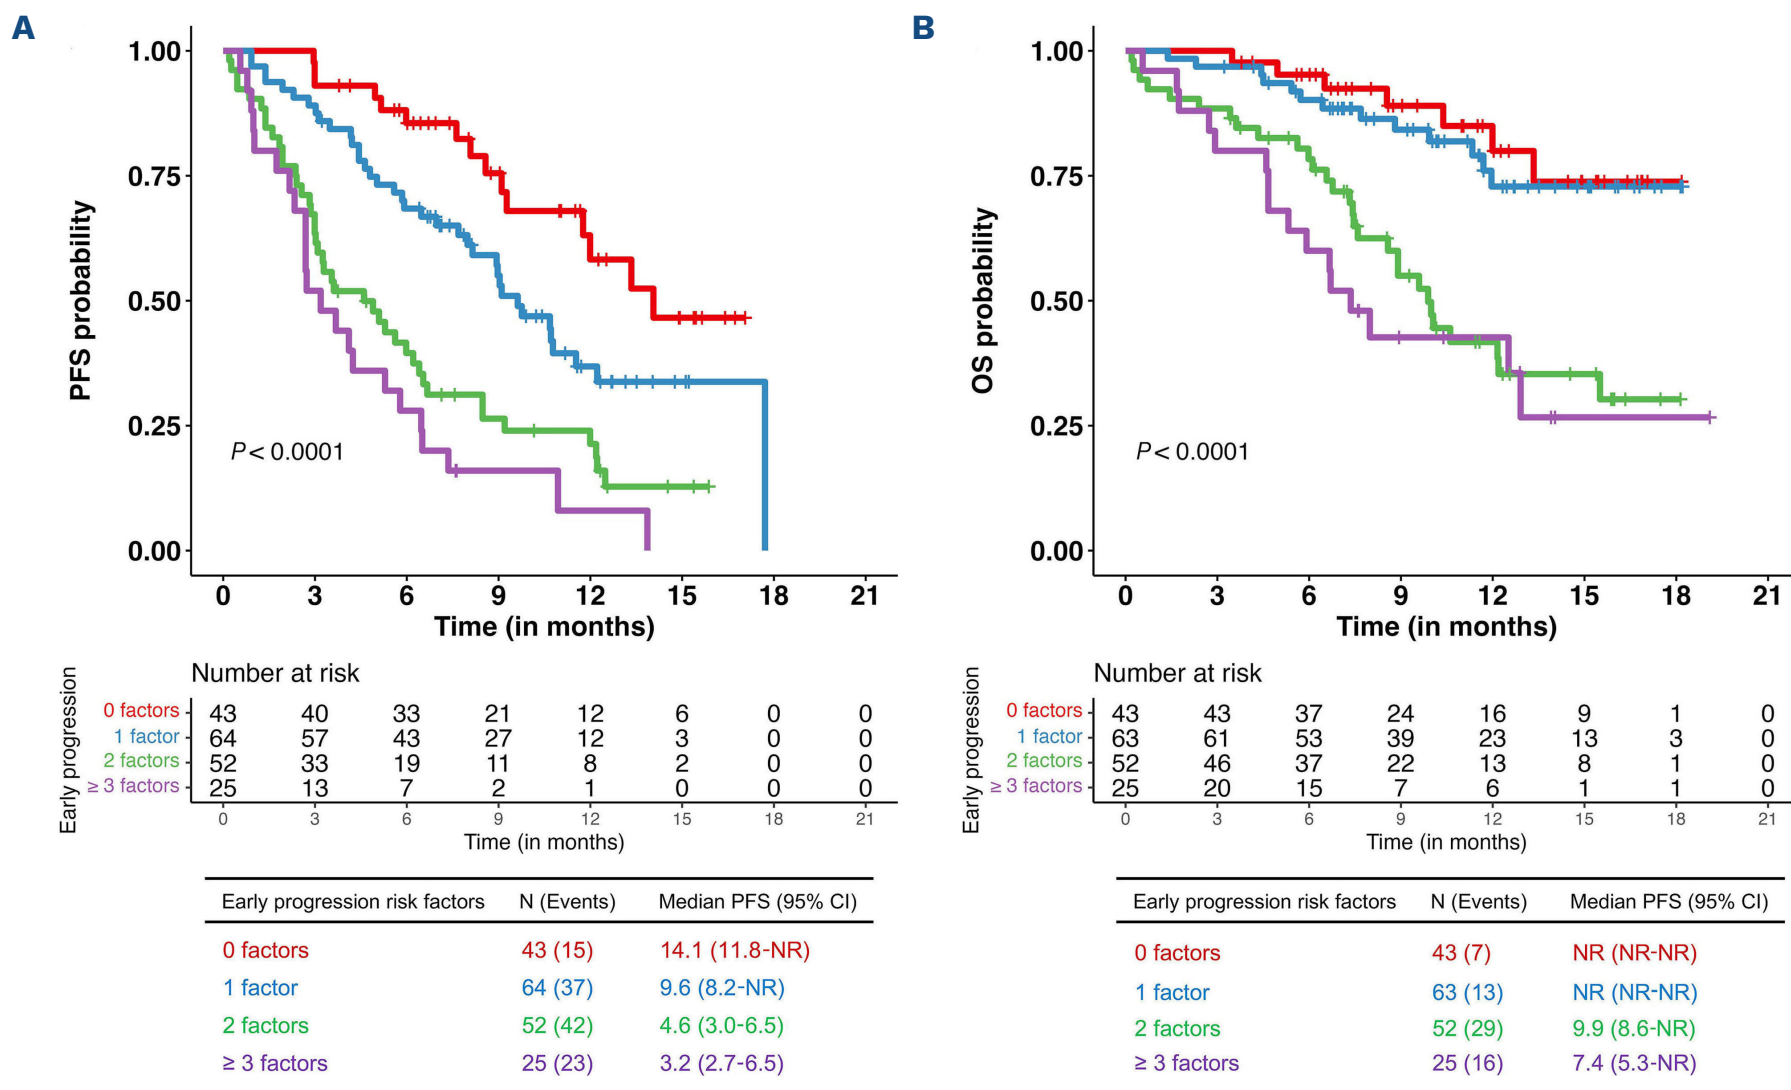 A
1.00
0.75
0.50
0.25
0.00
PFS probability
P < 0.0001
0 3 6 9 12 15 18 21
Time (in months)
Number at risk
Early progression
0 factors 43 40 33 21 12 6 0 0
1 factor 64 57 43 27 12 3 0 0
2 factors 52 33 19 11 8 2 0 0
≥ 3 factors 25 13 7 2 1 0 0 0
0 3 6 9 12 15 18 21
Time (in months)
Early progression risk factors N (Events) Median PFS (95% CI)
0 factors 43 (15) 14.1 (11.8-NR)
1 factor 64 (37) 9.6 (8.2-NR)
2 factors 52 (42) 4.6 (3.0-6.5)
≥ 3 factors 25 (23) 3.2 (2.7-6.5)
B
1.00
0.75
0.50
0.25
0.00
OS probability
P < 0.0001
0 3 6 9 12 15 18 21
Time (in months)
Number at risk
Early progression
0 factors 43 43 37 24 16 9 1 0
1 factor 63 61 53 39 23 13 3 0
2 factors 52 46 37 22 13 8 1 0
≥ 3 factors 25 20 15 7 6 1 1 0
0 3 6 9 12 15 18 21
Time (in months)
Early progression risk factors N (Events) Median PFS (95% CI)
0 factors 43 (7) NR (NR-NR)
1 factor 63 (13) NR (NR-NR)
2 factors 52 (29) 9.9 (8.6-NR)
≥ 3 factors 25 (16) 7.4 (5.3-NR)